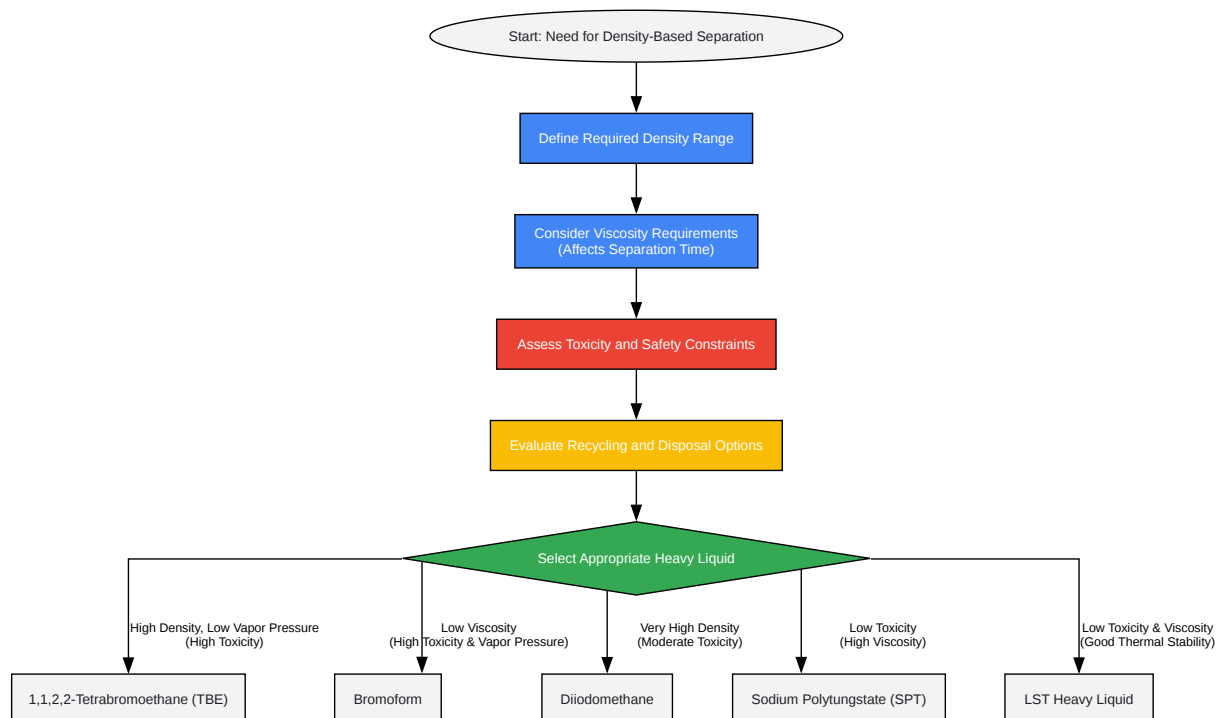 Start: Need for Density-Based Separation
Define Required Density Range
Consider Viscosity Requirements
(Affects Separation Time)
Assess Toxicity and Safety Constraints
Evaluate Recycling and Disposal Options
Select Appropriate Heavy Liquid
High Density, Low Vapor Pressure
(High Toxicity)
Low Viscosity
(High Toxicity & Vapor Pressure)
Very High Density
(Moderate Toxicity)
Low Toxicity
(High Viscosity)
Low Toxicity & Viscosity
(Good Thermal Stability)
1,1,2,2-Tetrabromoethane (TBE)
Bromoform
Diiodomethane
Sodium Polytungstate (SPT)
LST Heavy Liquid